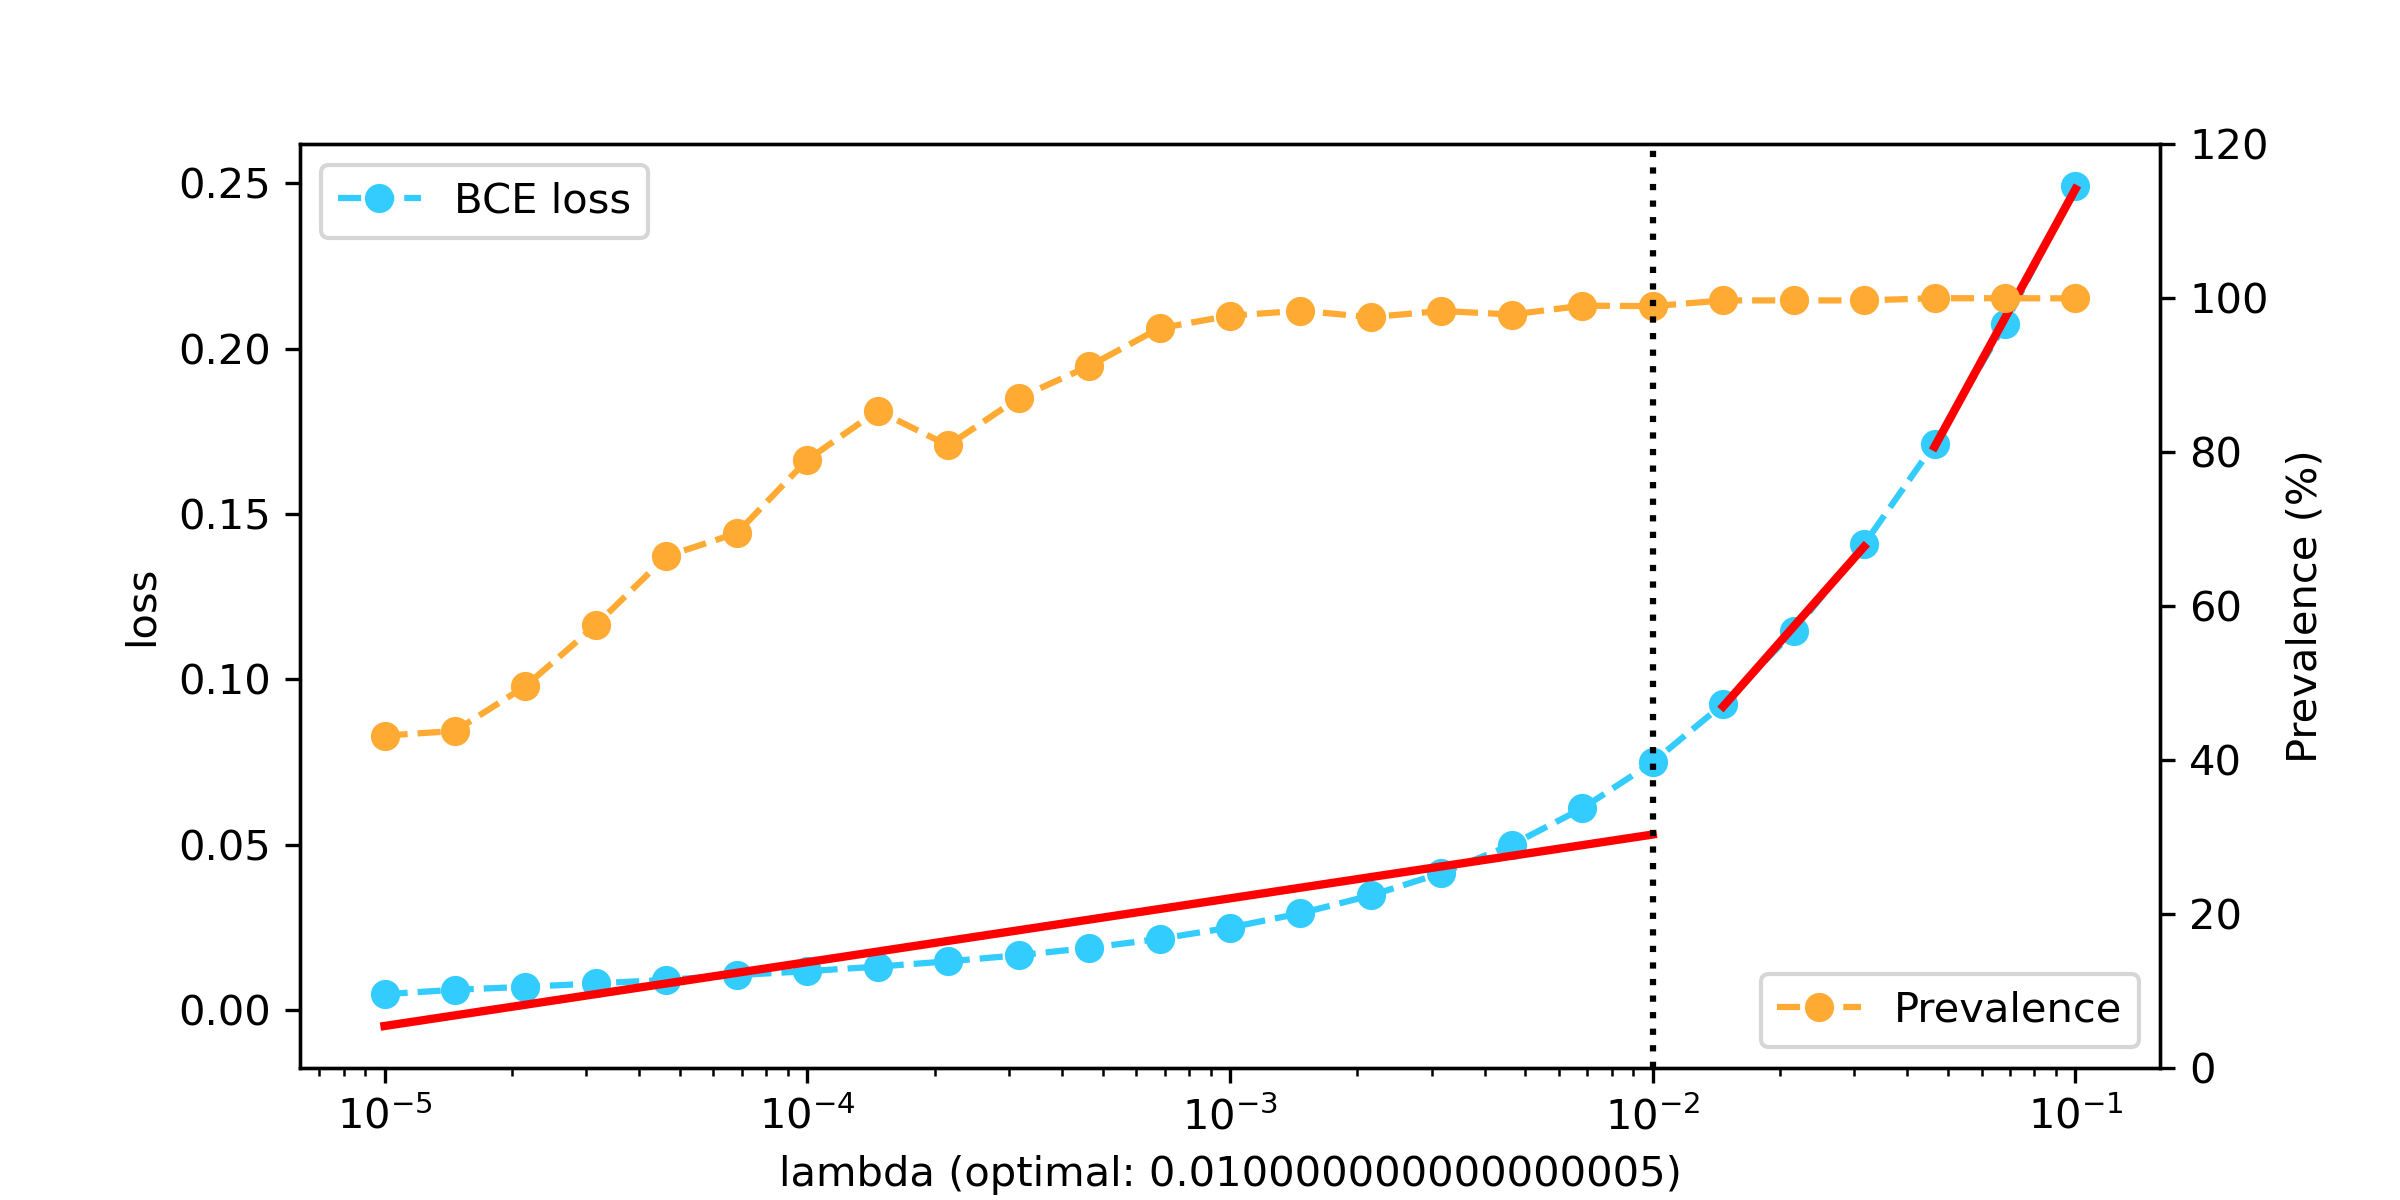 BCE loss
0.25
0.20
0.15
0.10
0.05
0.00
loss
120
100
80
60
40
20
0
Prevalence (%)
Prevalence
10⁻⁵ 10⁻⁴ 10⁻³ 10⁻² 10⁻¹
lambda (optimal: 0.010000000000000005)